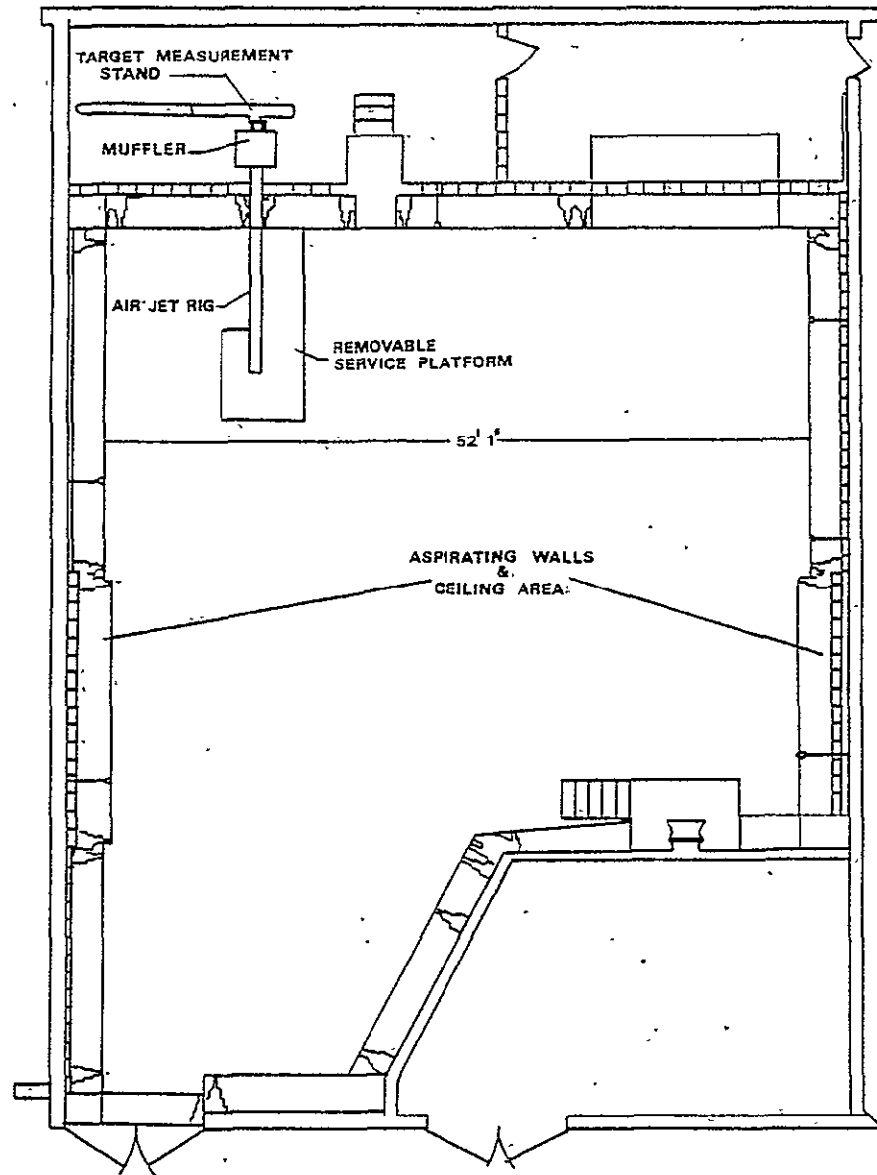 TARGET MEASUREMENT
STAND
MUFFLER
AIR JET RIG
REMOVABLE
SERVICE PLATFORM
52' 1"
ASPIRATING WALLS
&
CEILING AREA